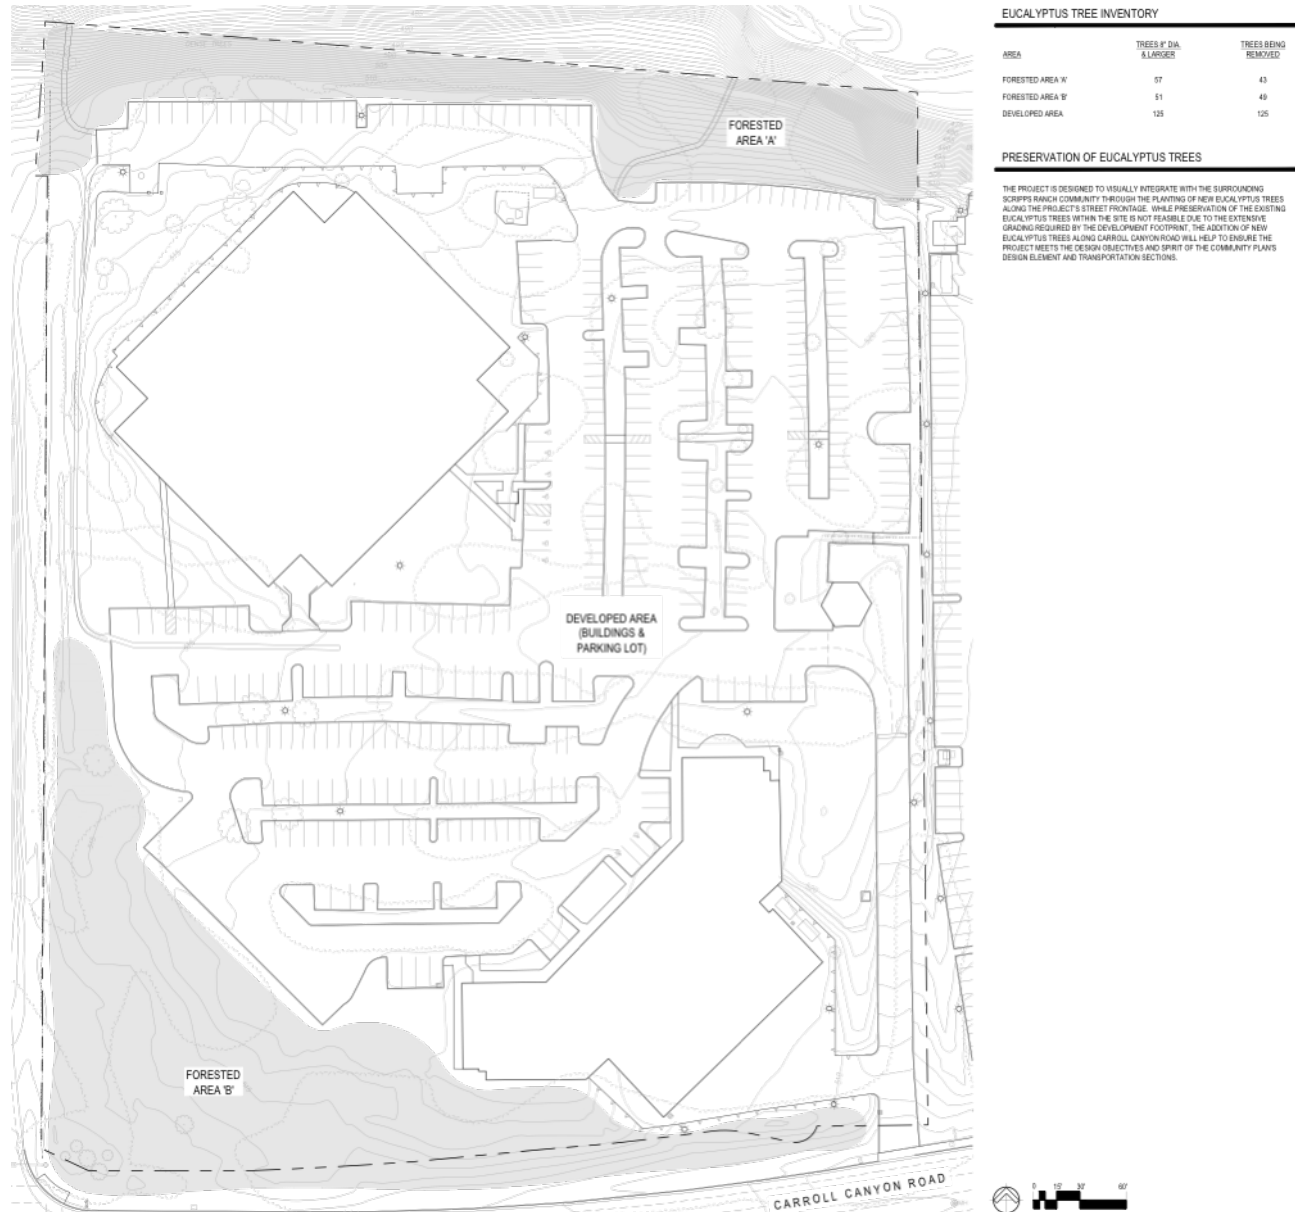 EUCALYPTUS TREE INVENTORY
AREA TREES 8" DIA. & LARGER TREES BEING REMOVED
FORESTED AREA 'A' 57 43
FORESTED AREA 'B' 51 49
DEVELOPED AREA 125 125
PRESERVATION OF EUCALYPTUS TREES
THE PROJECT IS DESIGNED TO VISUALLY INTEGRATE WITH THE SURROUNDING
SCRIPPS RANCH COMMUNITY THROUGH THE PLANTING OF NEW EUCALYPTUS TREES
ALONG THE PROJECT'S STREET FRONTAGE. WHILE PRESERVATION OF THE EXISTING
EUCALYPTUS TREES WITHIN THE SITE IS NOT FEASIBLE DUE TO THE EXTENSIVE
GRADING REQUIRED BY THE DEVELOPMENT FOOTPRINT, THE ADDITION OF NEW
EUCALYPTUS TREES ALONG CARROLL CANYON ROAD WILL HELP TO ENSURE THE
PROJECT MEETS THE DESIGN OBJECTIVES AND SPIRIT OF THE COMMUNITY PLAN'S
DESIGN ELEMENT AND TRANSPORTATION SECTIONS.
FORESTED
AREA 'A'
DEVELOPED AREA
(BUILDINGS &
PARKING LOT)
FORESTED
AREA 'B'
CARROLL CANYON ROAD
0 15' 30' 60'